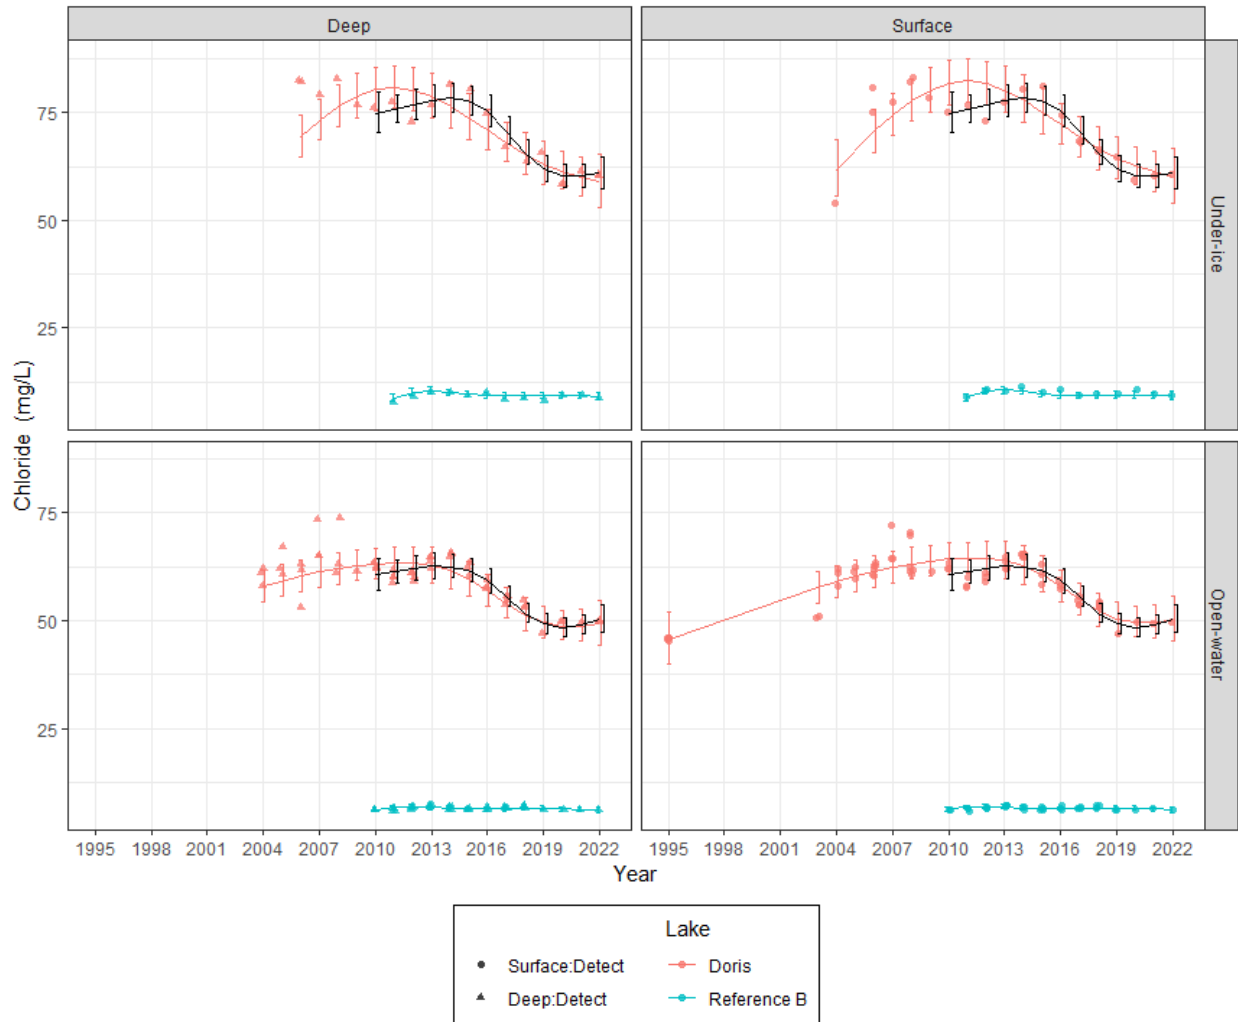 Deep
Surface
75
50
25
Under-ice
Chloride (mg/L)
75
50
25
Open-water
1995 1998 2001 2004 2007 2010 2013 2016 2019 2022
1995 1998 2001 2004 2007 2010 2013 2016 2019 2022
Year
Lake
Surface:Detect
Doris
Deep:Detect
Reference B